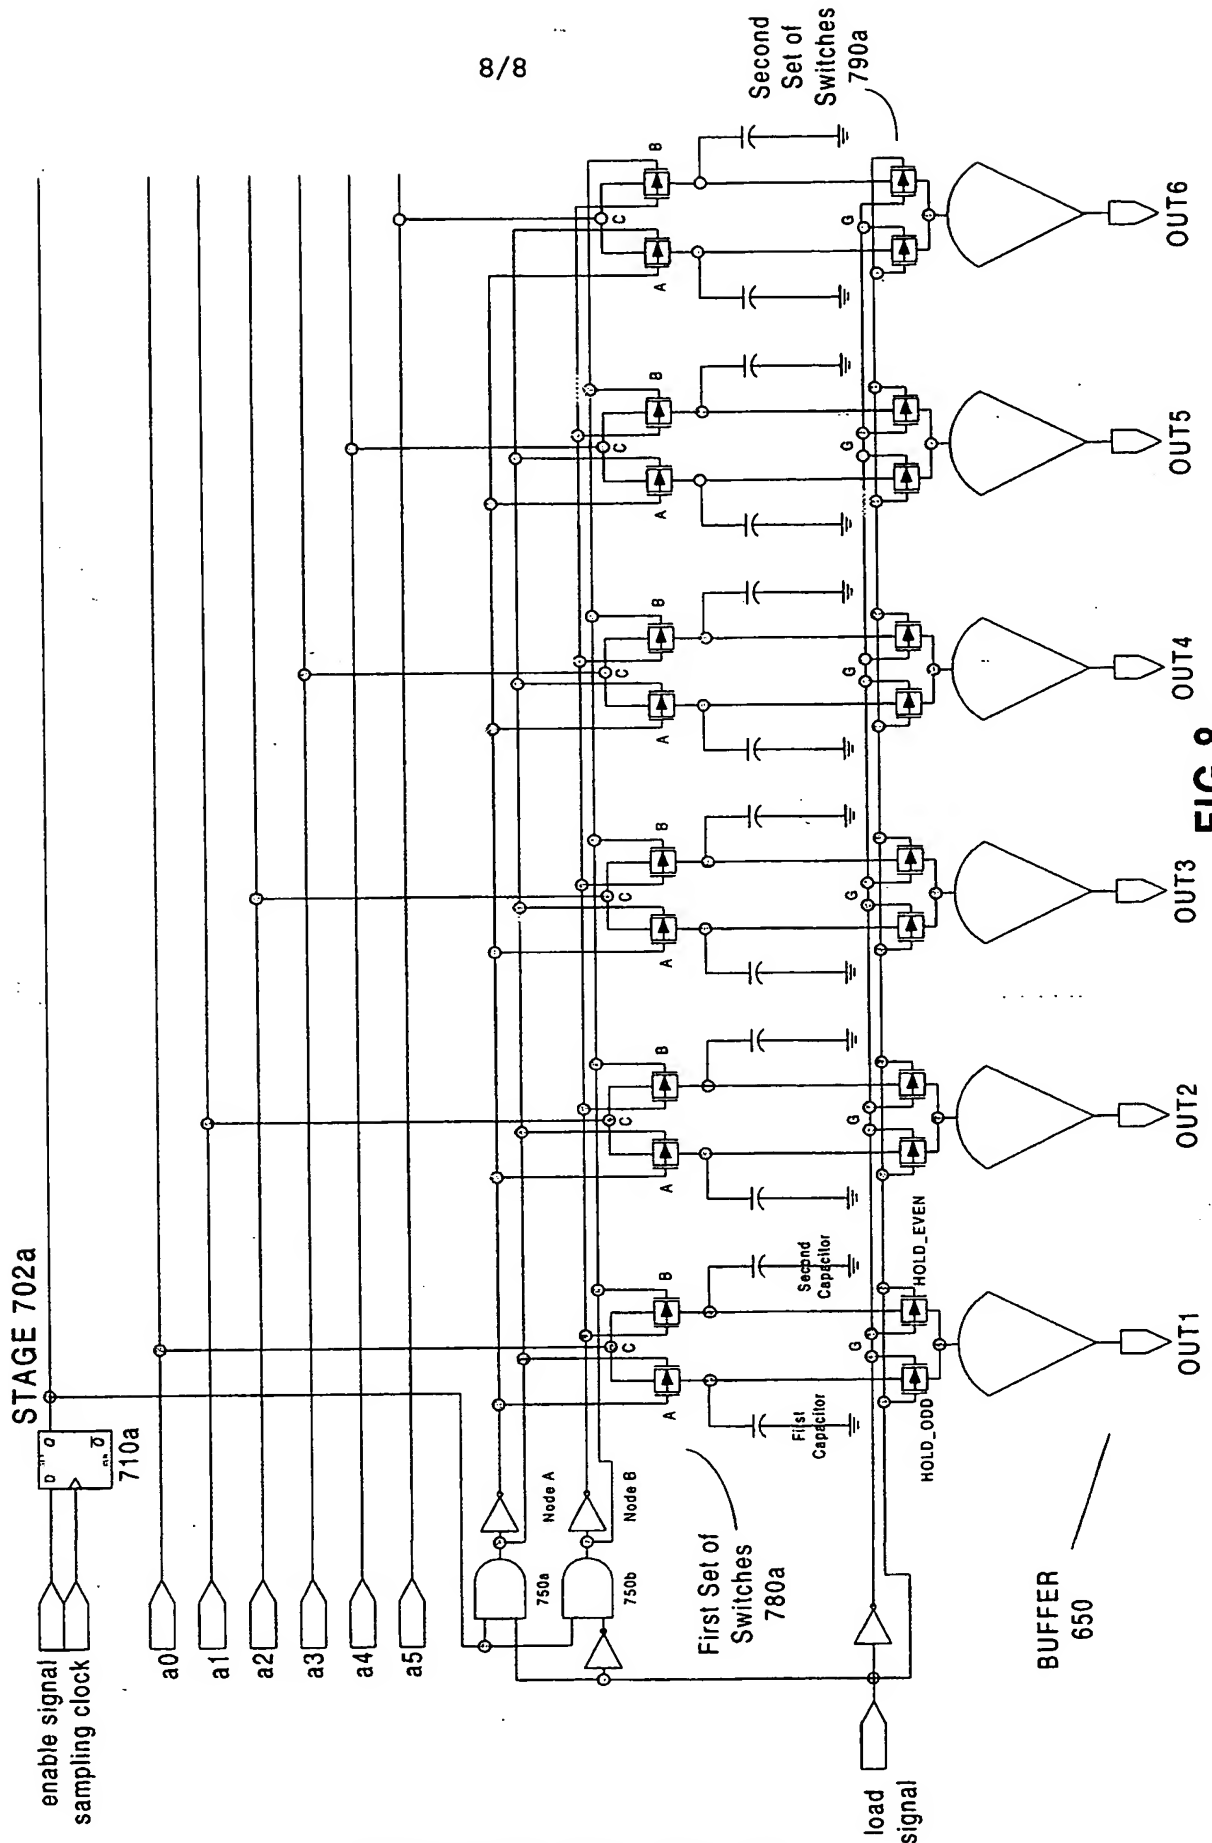 8/8
STAGE 702a
enable signal
sampling clock
D
Q
Q
710a
a0
a1
a2
a3
a4
a5
750a
Node A
750b
Node B
First Set of
Switches
780a
A
C
B
A
C
B
A
C
B
A
C
B
A
C
B
A
C
B
First
Capacitor
Second
Capacitor
Second
Set of
Switches
790a
load
signal
HOLD_ODD
G
HOLD_EVEN
G
G
G
G
G
BUFFER
650
OUT1
OUT2
OUT3
OUT4
OUT5
OUT6